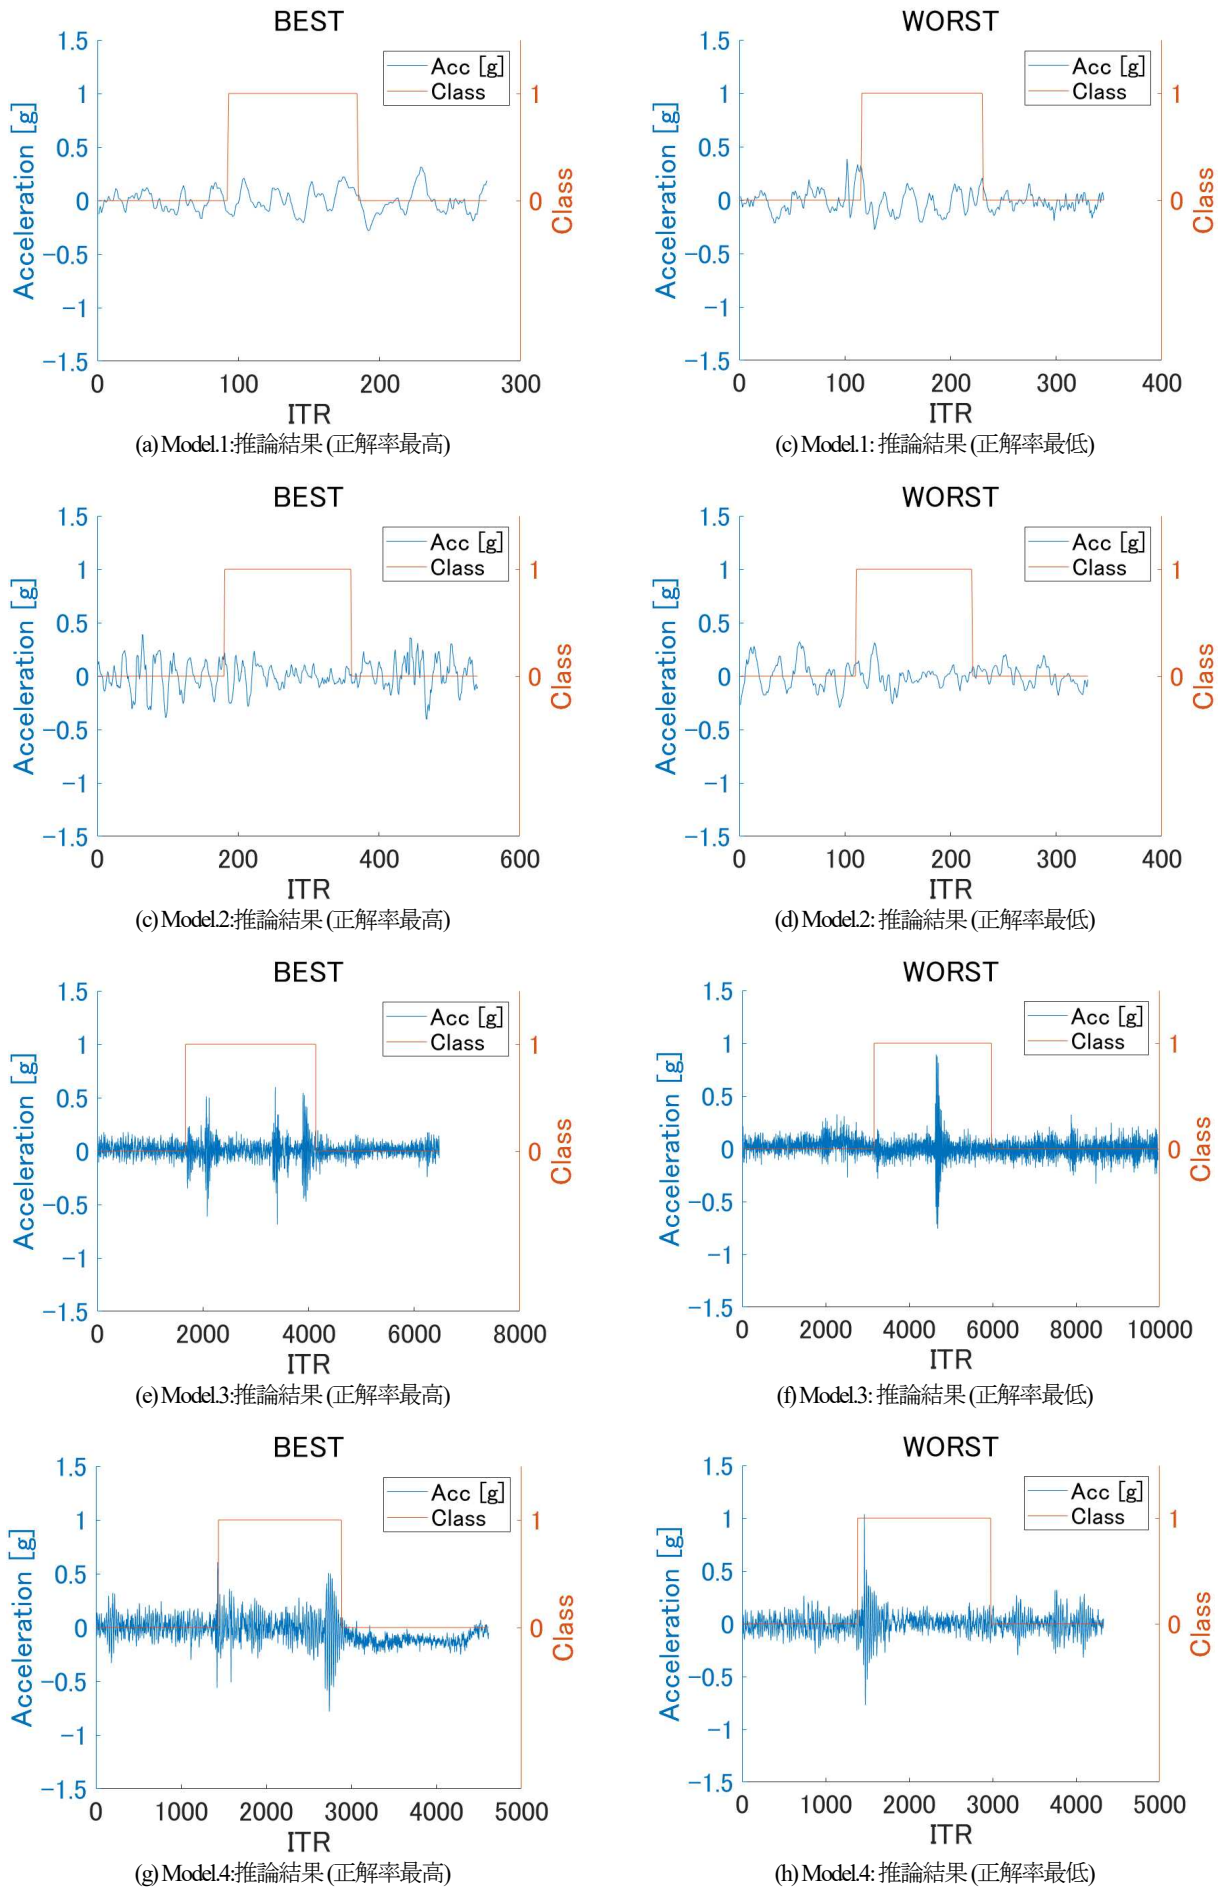 BEST
1.5
1
0.5
0
−0.5
−1
−1.5
Acceleration [g]
Acc [g]
Class
1
0
Class
0 100 200 300
ITR
(a) Model.1:推論結果 (正解率最高)
WORST
1.5
1
0.5
0
−0.5
−1
−1.5
Acceleration [g]
Acc [g]
Class
1
0
Class
0 100 200 300 400
ITR
(c) Model.1: 推論結果 (正解率最低)
BEST
1.5
1
0.5
0
−0.5
−1
−1.5
Acceleration [g]
Acc [g]
Class
1
0
Class
0 200 400 600
ITR
(c) Model.2:推論結果 (正解率最高)
WORST
1.5
1
0.5
0
−0.5
−1
−1.5
Acceleration [g]
Acc [g]
Class
1
0
Class
0 100 200 300 400
ITR
(d) Model.2: 推論結果 (正解率最低)
BEST
1.5
1
0.5
0
−0.5
−1
−1.5
Acceleration [g]
Acc [g]
Class
1
0
Class
0 2000 4000 6000 8000
ITR
(e) Model.3:推論結果 (正解率最高)
WORST
1.5
1
0.5
0
−0.5
−1
−1.5
Acceleration [g]
Acc [g]
Class
1
0
Class
0 2000 4000 6000 8000 10000
ITR
(f) Model.3: 推論結果 (正解率最低)
BEST
1.5
1
0.5
0
−0.5
−1
−1.5
Acceleration [g]
Acc [g]
Class
1
0
Class
0 1000 2000 3000 4000 5000
ITR
(g) Model.4:推論結果 (正解率最高)
WORST
1.5
1
0.5
0
−0.5
−1
−1.5
Acceleration [g]
Acc [g]
Class
1
0
Class
0 1000 2000 3000 4000 5000
ITR
(h) Model.4: 推論結果 (正解率最低)